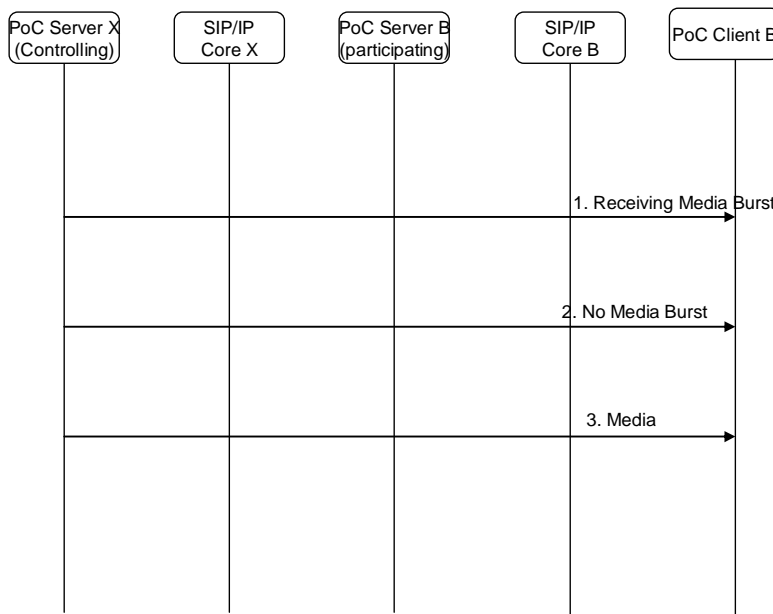 PoC Server X
(Controlling)
SIP/IP
Core X
PoC Server B
(participating)
SIP/IP
Core B
PoC Client B
1. Receiving Media Burst
2. No Media Burst
3. Media